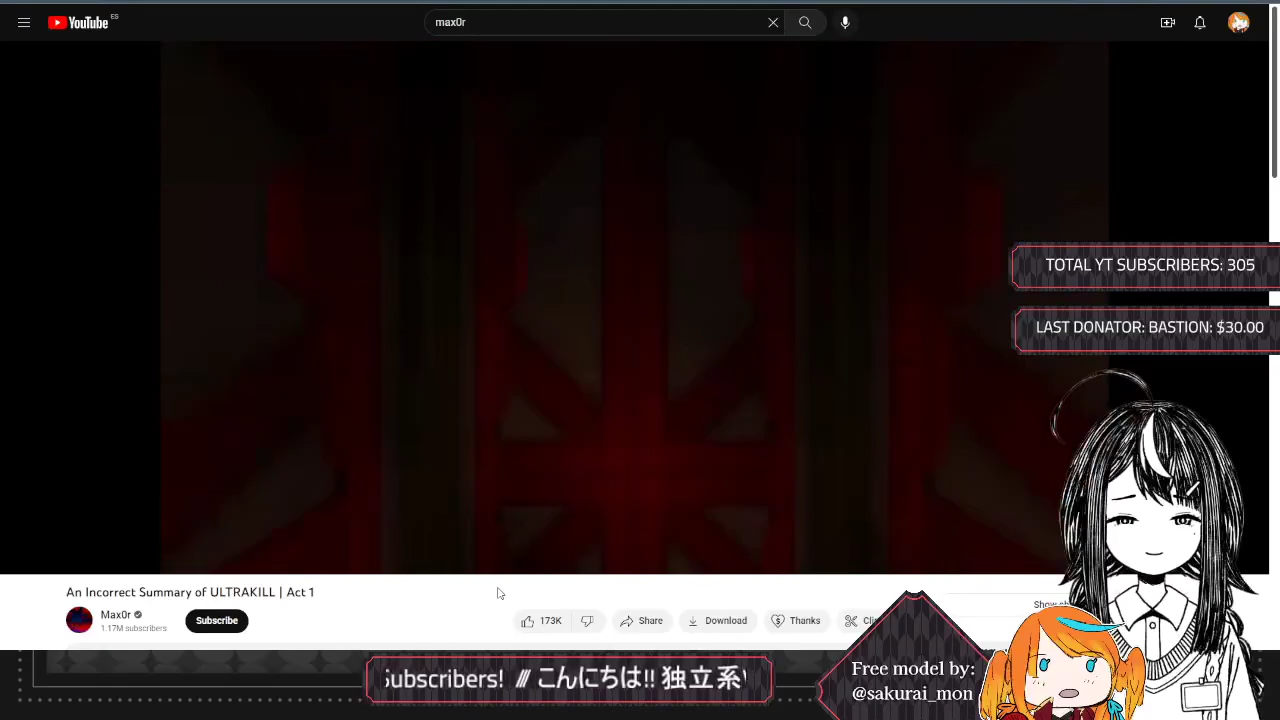 YouTube ES
max0r
TOTAL YT SUBSCRIBERS: 305
LAST DONATOR: BASTION: $30.00
An Incorrect Summary of ULTRAKILL | Act 1
Max0r
1.17M subscribers
Subscribe
173K
Share
Download
Thanks
Show
Subscribers! /// こんにちは!! 独立系
Free model by:
@sakurai_mon